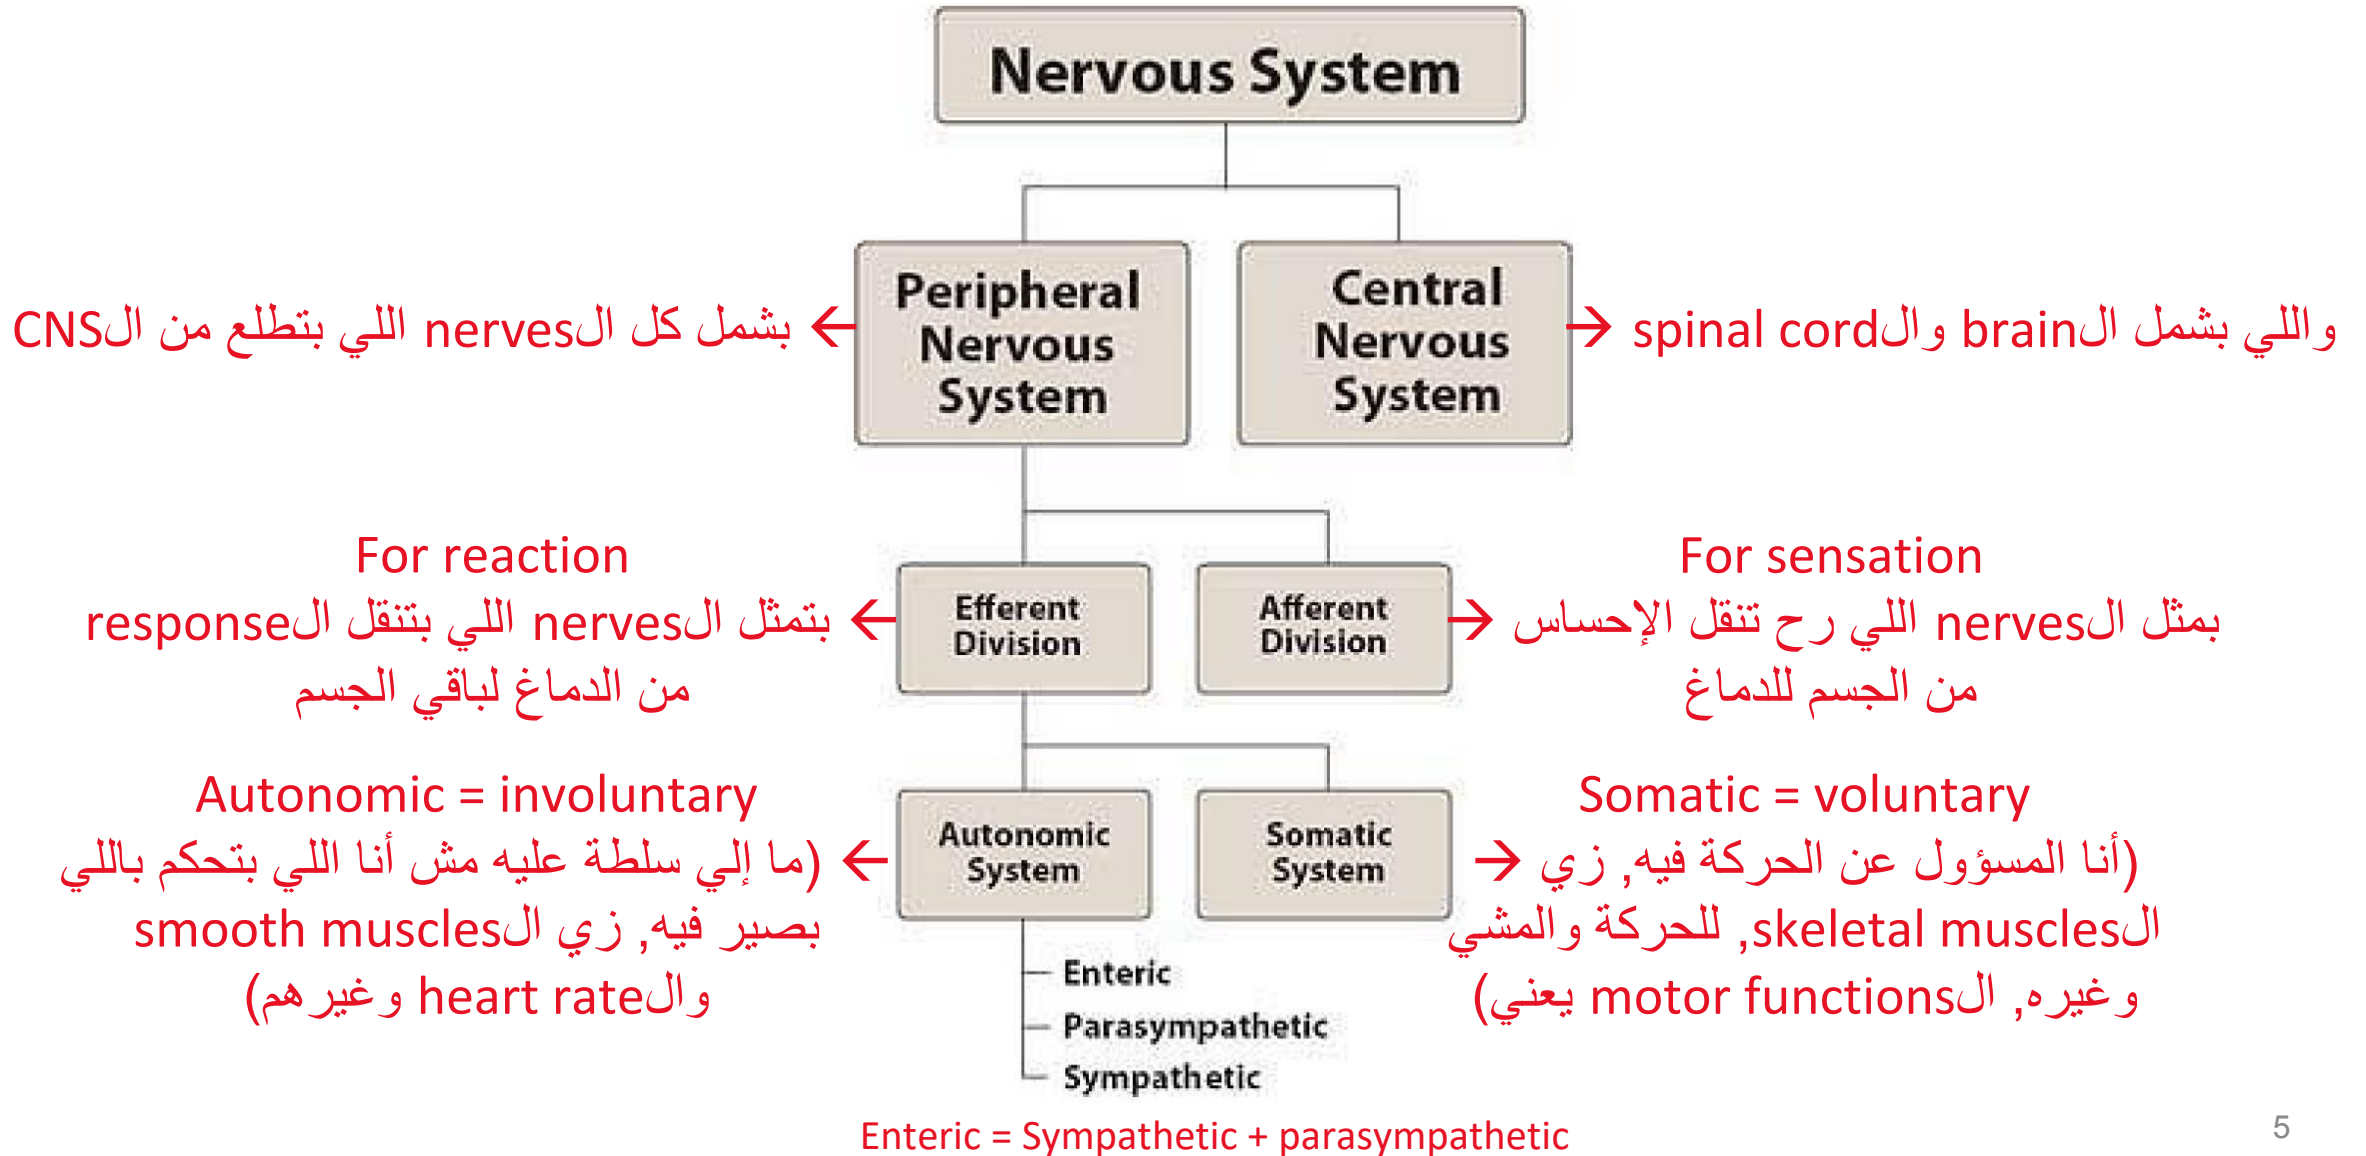 Nervous System
Peripheral
Nervous
System
Central
Nervous
System
بشمل كل الnerves اللي بتطلع من الCNS
واللي بشمل الbrain والspinal cord
For reaction
بتمثل الnerves اللي بتنقل الresponse
من الدماغ لباقي الجسم
Efferent
Division
Afferent
Division
For sensation
بمثل الnerves اللي رح تنقل الإحساس
من الجسم للدماغ
Autonomic = involuntary
(ما إلي سلطة عليه مش أنا اللي بتحكم باللي
بصير فيه, زي الsmooth muscles
والheart rate وغيرهم)
Autonomic
System
Somatic
System
Somatic = voluntary
(أنا المسؤول عن الحركة فيه, زي
الskeletal muscles, للحركة والمشي
وغيره, الmotor functions يعني)
Enteric
Parasympathetic
Sympathetic
Enteric = Sympathetic + parasympathetic
5